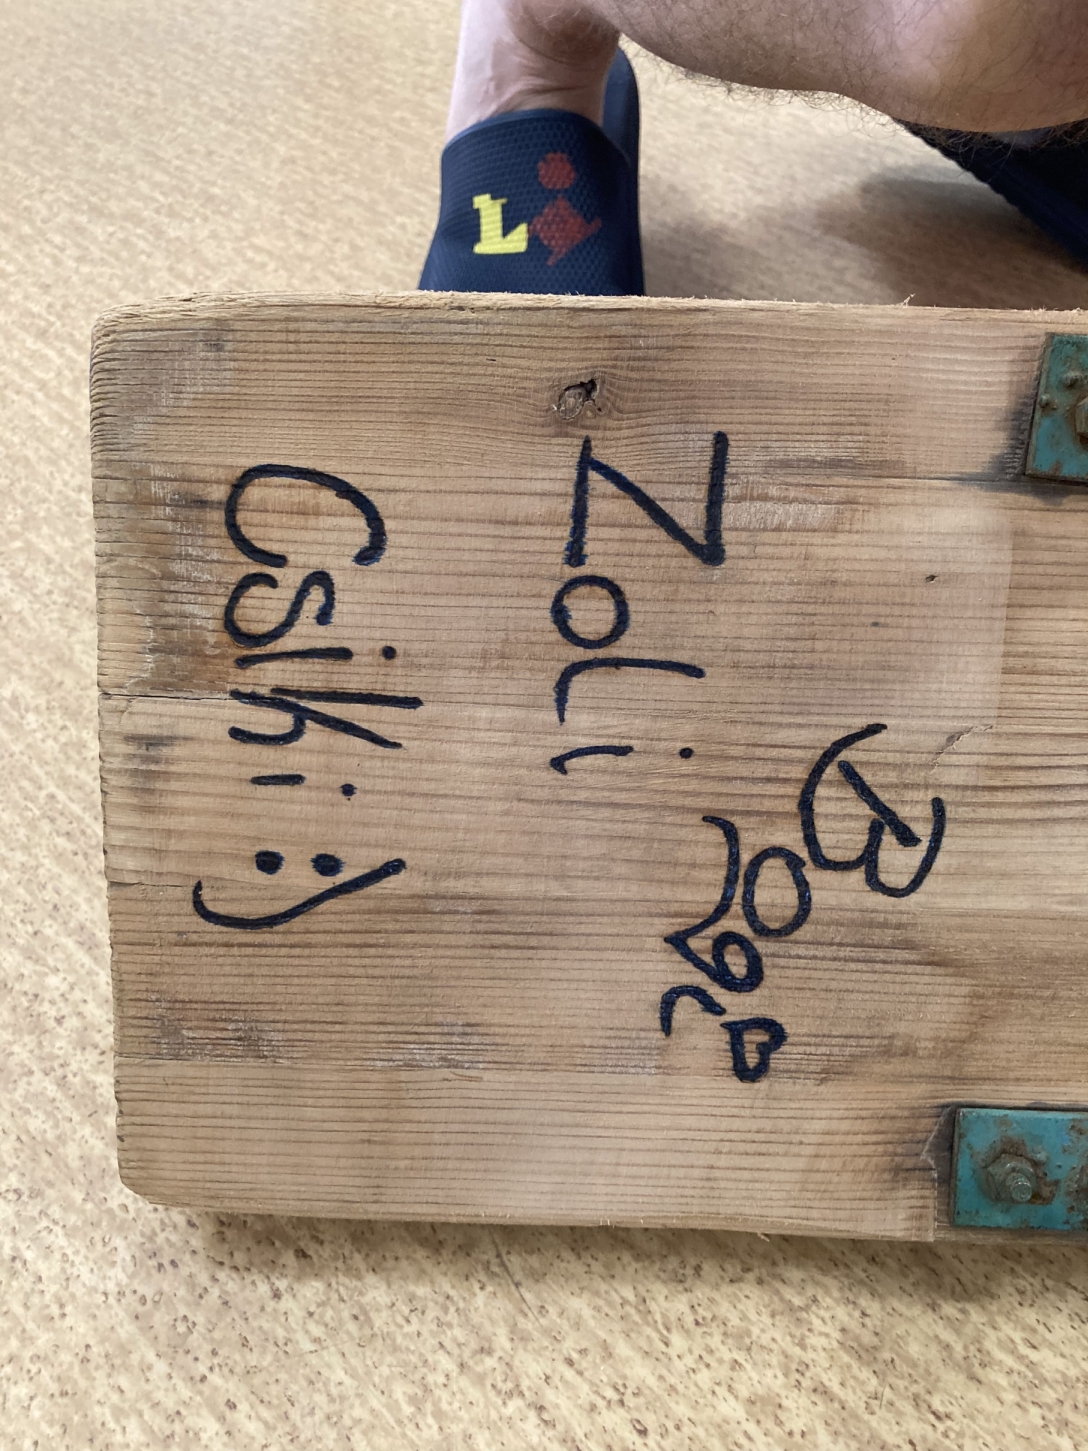 Bogi ♡
Zoli
Csiki :)